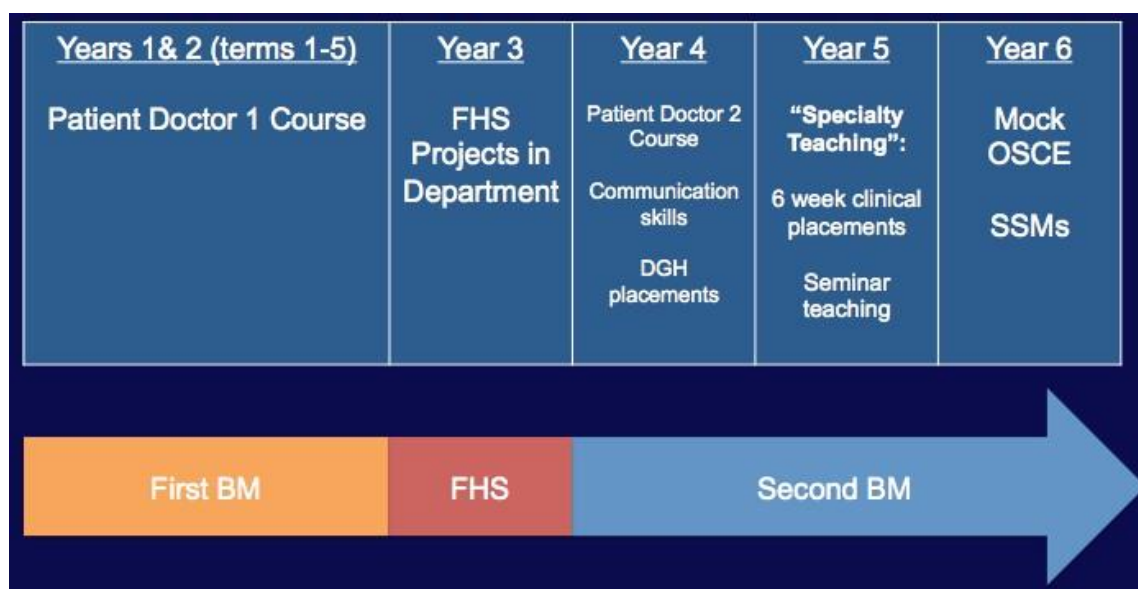 Years 1& 2 (terms 1-5)
Patient Doctor 1 Course
Year 3
FHS
Projects in
Department
Year 4
Patient Doctor 2
Course
Communication
skills
DGH
placements
Year 5
“Specialty
Teaching”:
6 week clinical
placements
Seminar
teaching
Year 6
Mock
OSCE
SSMs
First BM
FHS
Second BM